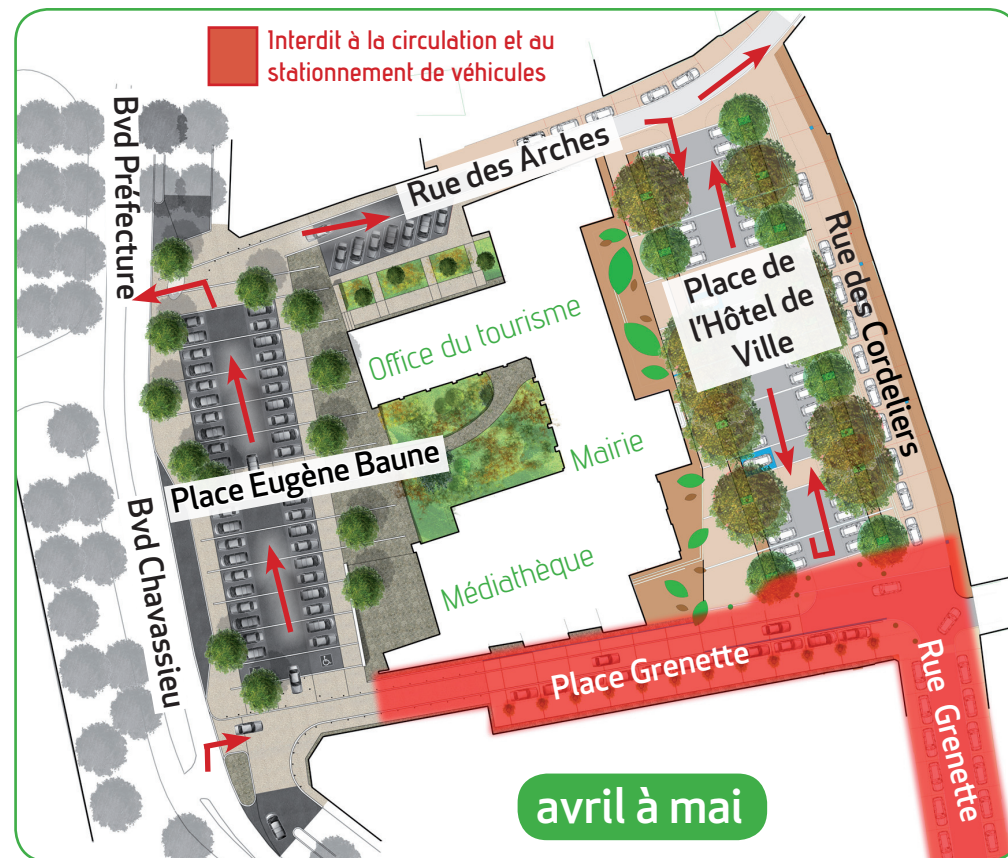 Interdit à la circulation et au
stationnement de véhicules
Bvd Préfecture
Rue des Arches
Place de
l'Hôtel de
Ville
Rue des Cordeliers
Office du tourisme
Place Eugène Baune
Mairie
Bvd Chavassieu
Médiathèque
Place Grenette
Rue Grenette
avril à mai